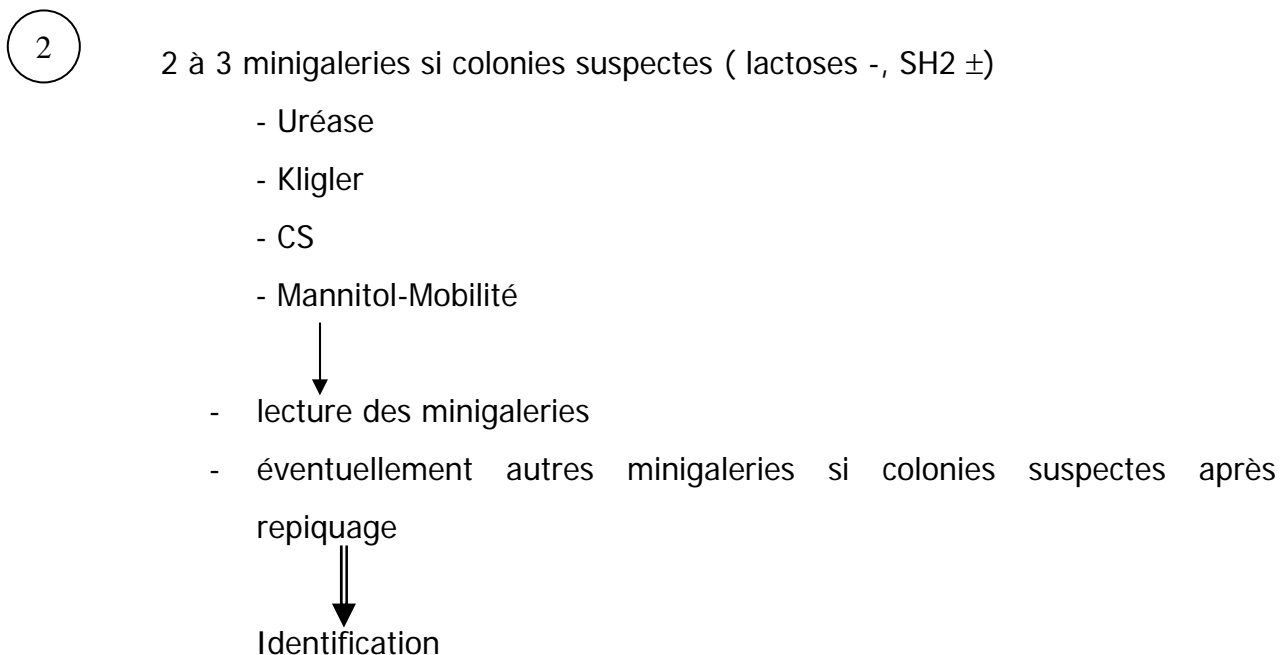 2
2 à 3 minigaleries si colonies suspectes ( lactoses -, SH2 ±)
- Uréase
- Kligler
- CS
- Mannitol-Mobilité
- lecture des minigaleries
- éventuellement autres minigaleries si colonies suspectes après
repiquage
Identification